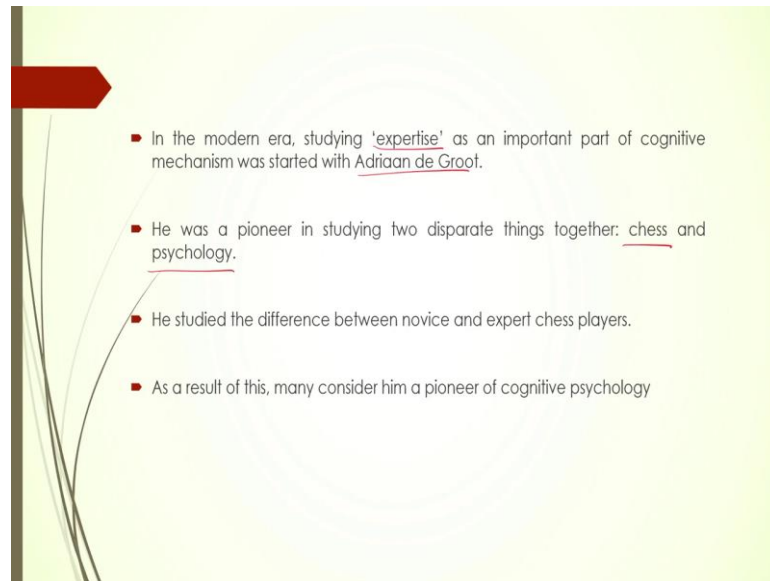 In the modern era, studying ‘expertise’ as an important part of cognitive
mechanism was started with Adriaan de Groot.
He was a pioneer in studying two disparate things together: chess and
psychology.
He studied the difference between novice and expert chess players.
As a result of this, many consider him a pioneer of cognitive psychology